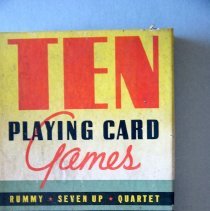 TEN
PLAYING CARD
Games
RUMMY ★ SEVEN UP ★ QUARTET